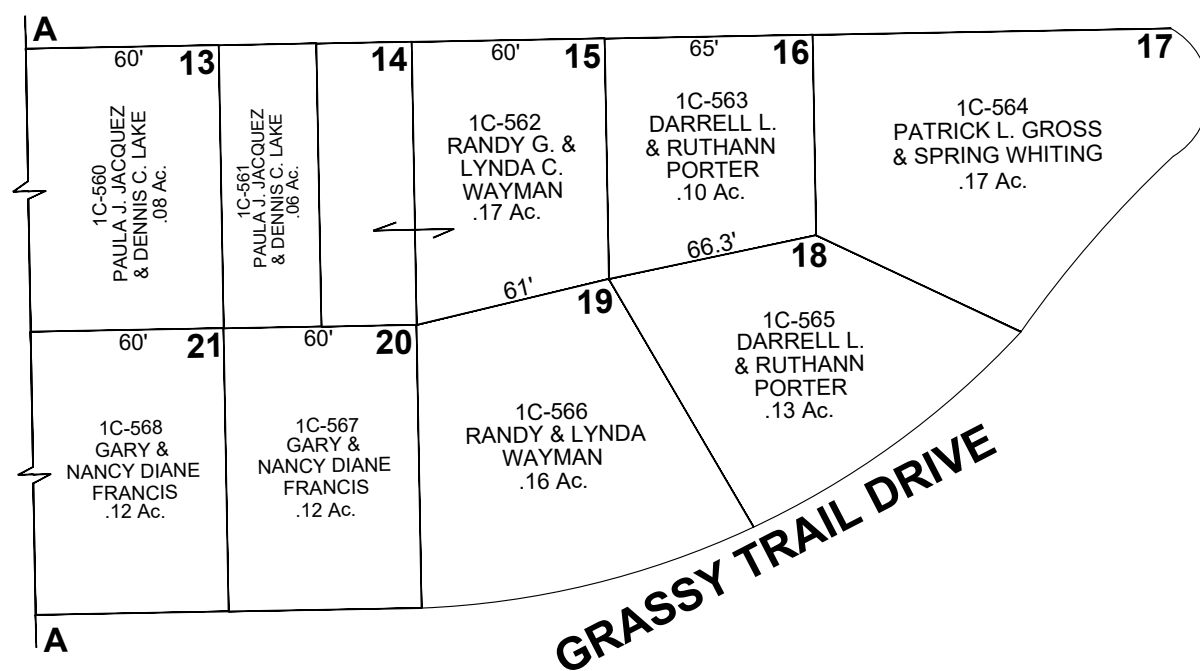 A
60'
13
14
60'
15
65'
16
17
1C-560
PAULA J. JACQUEZ
& DENNIS C. LAKE
.08 Ac.
1C-561
PAULA J. JACQUEZ
& DENNIS C. LAKE
.06 Ac.
1C-562
RANDY G. &
LYNDA C.
WAYMAN
.17 Ac.
1C-563
DARRELL L.
& RUTHANN
PORTER
.10 Ac.
1C-564
PATRICK L. GROSS
& SPRING WHITING
.17 Ac.
61'
19
66.3'
18
60'
21
60'
20
1C-568
GARY &
NANCY DIANE
FRANCIS
.12 Ac.
1C-567
GARY &
NANCY DIANE
FRANCIS
.12 Ac.
1C-566
RANDY & LYNDA
WAYMAN
.16 Ac.
1C-565
DARRELL L.
& RUTHANN
PORTER
.13 Ac.
GRASSY TRAIL DRIVE
A